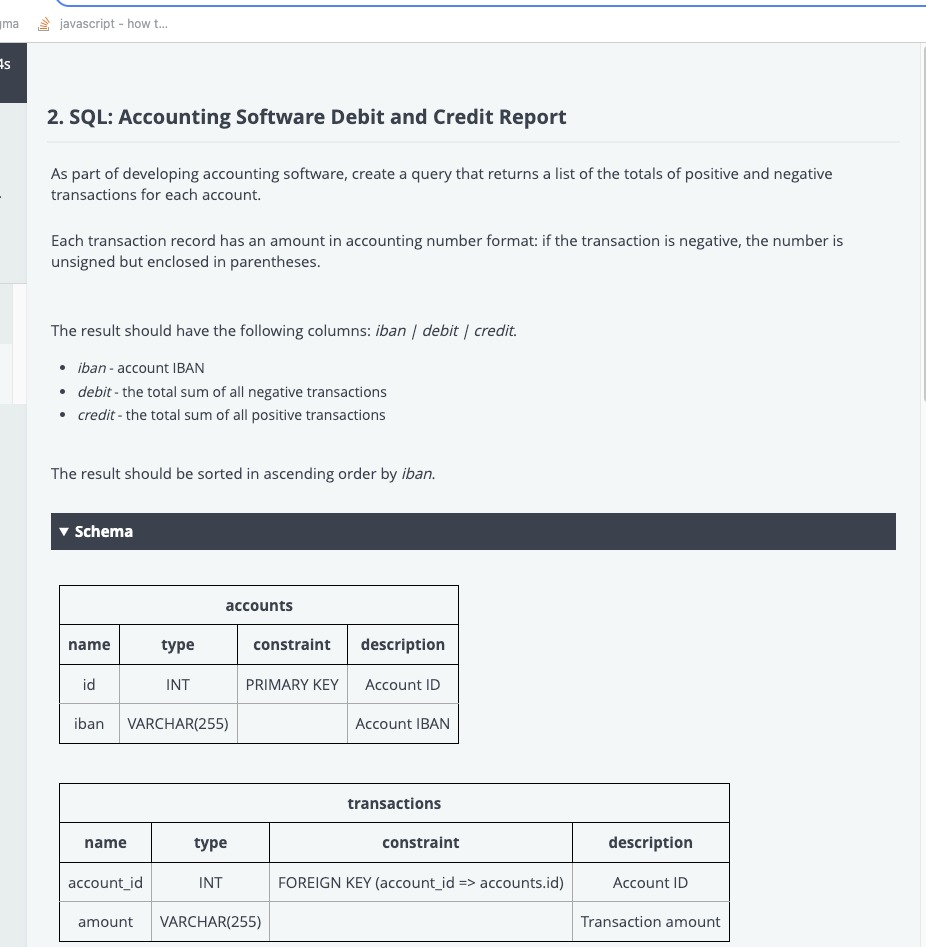 javascript - how t...
4s
2. SQL: Accounting Software Debit and Credit Report
As part of developing accounting software, create a query that returns a list of the totals of positive and negative
transactions for each account.
Each transaction record has an amount in accounting number format: if the transaction is negative, the number is
unsigned but enclosed in parentheses.
The result should have the following columns: iban | debit | credit.
• iban - account IBAN
• debit - the total sum of all negative transactions
• credit - the total sum of all positive transactions
The result should be sorted in ascending order by iban.
▼ Schema
accounts
name type constraint description
id INT PRIMARY KEY Account ID
iban VARCHAR(255) Account IBAN
transactions
name type constraint description
account_id INT FOREIGN KEY (account_id => accounts.id) Account ID
amount VARCHAR(255) Transaction amount